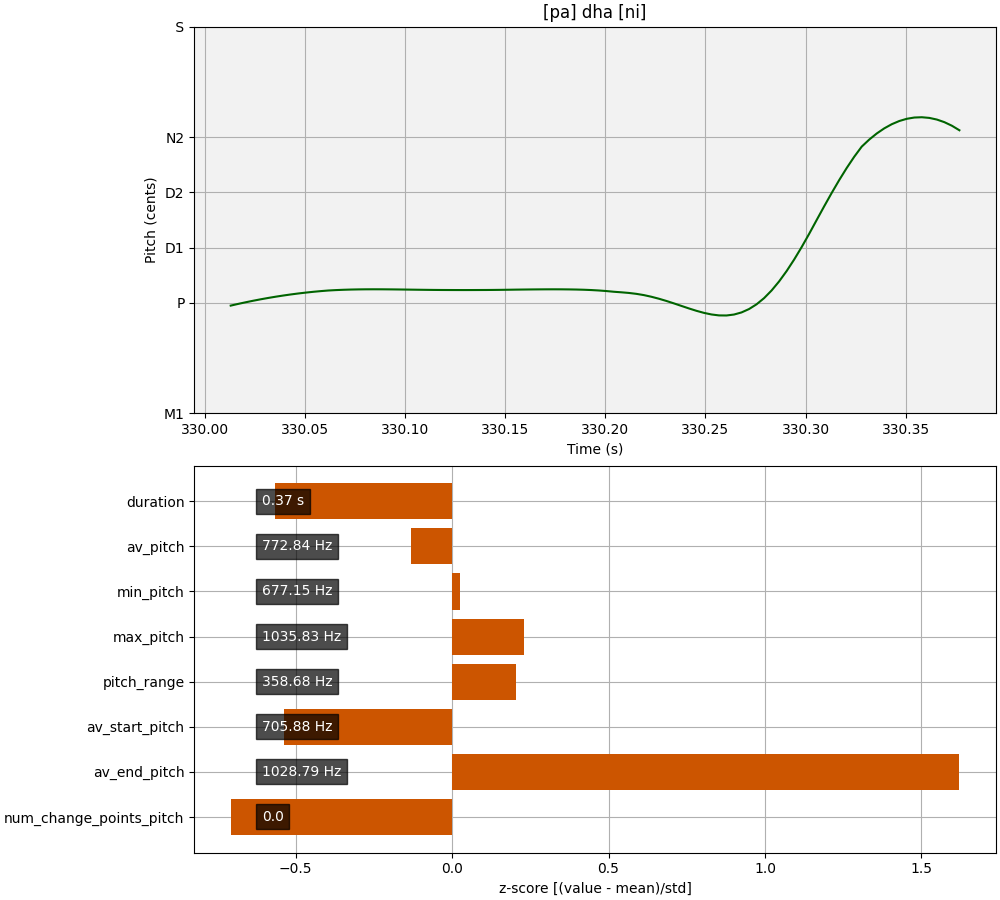 [pa] dha [ni]
S
N2
D2
D1
P
M1
Pitch (cents)
330.00 330.05 330.10 330.15 330.20 330.25 330.30 330.35
Time (s)
duration 0.37 s
av_pitch 772.84 Hz
min_pitch 677.15 Hz
max_pitch 1035.83 Hz
pitch_range 358.68 Hz
av_start_pitch 705.88 Hz
av_end_pitch 1028.79 Hz
num_change_points_pitch 0.0
−0.5 0.0 0.5 1.0 1.5
z-score [(value - mean)/std]